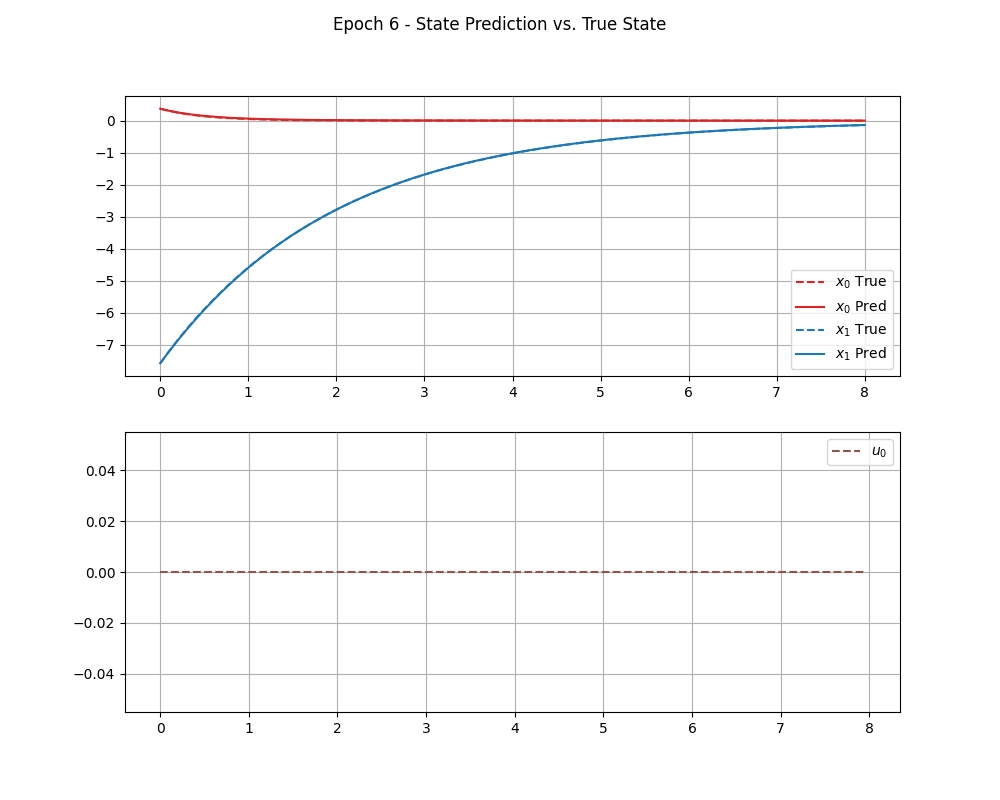 Epoch 6 - State Prediction vs. True State
0
−1
−2
−3
−4
−5
−6
−7
x₀ True
x₀ Pred
x₁ True
x₁ Pred
0 1 2 3 4 5 6 7 8
0.04
0.02
0.00
−0.02
−0.04
u₀
0 1 2 3 4 5 6 7 8